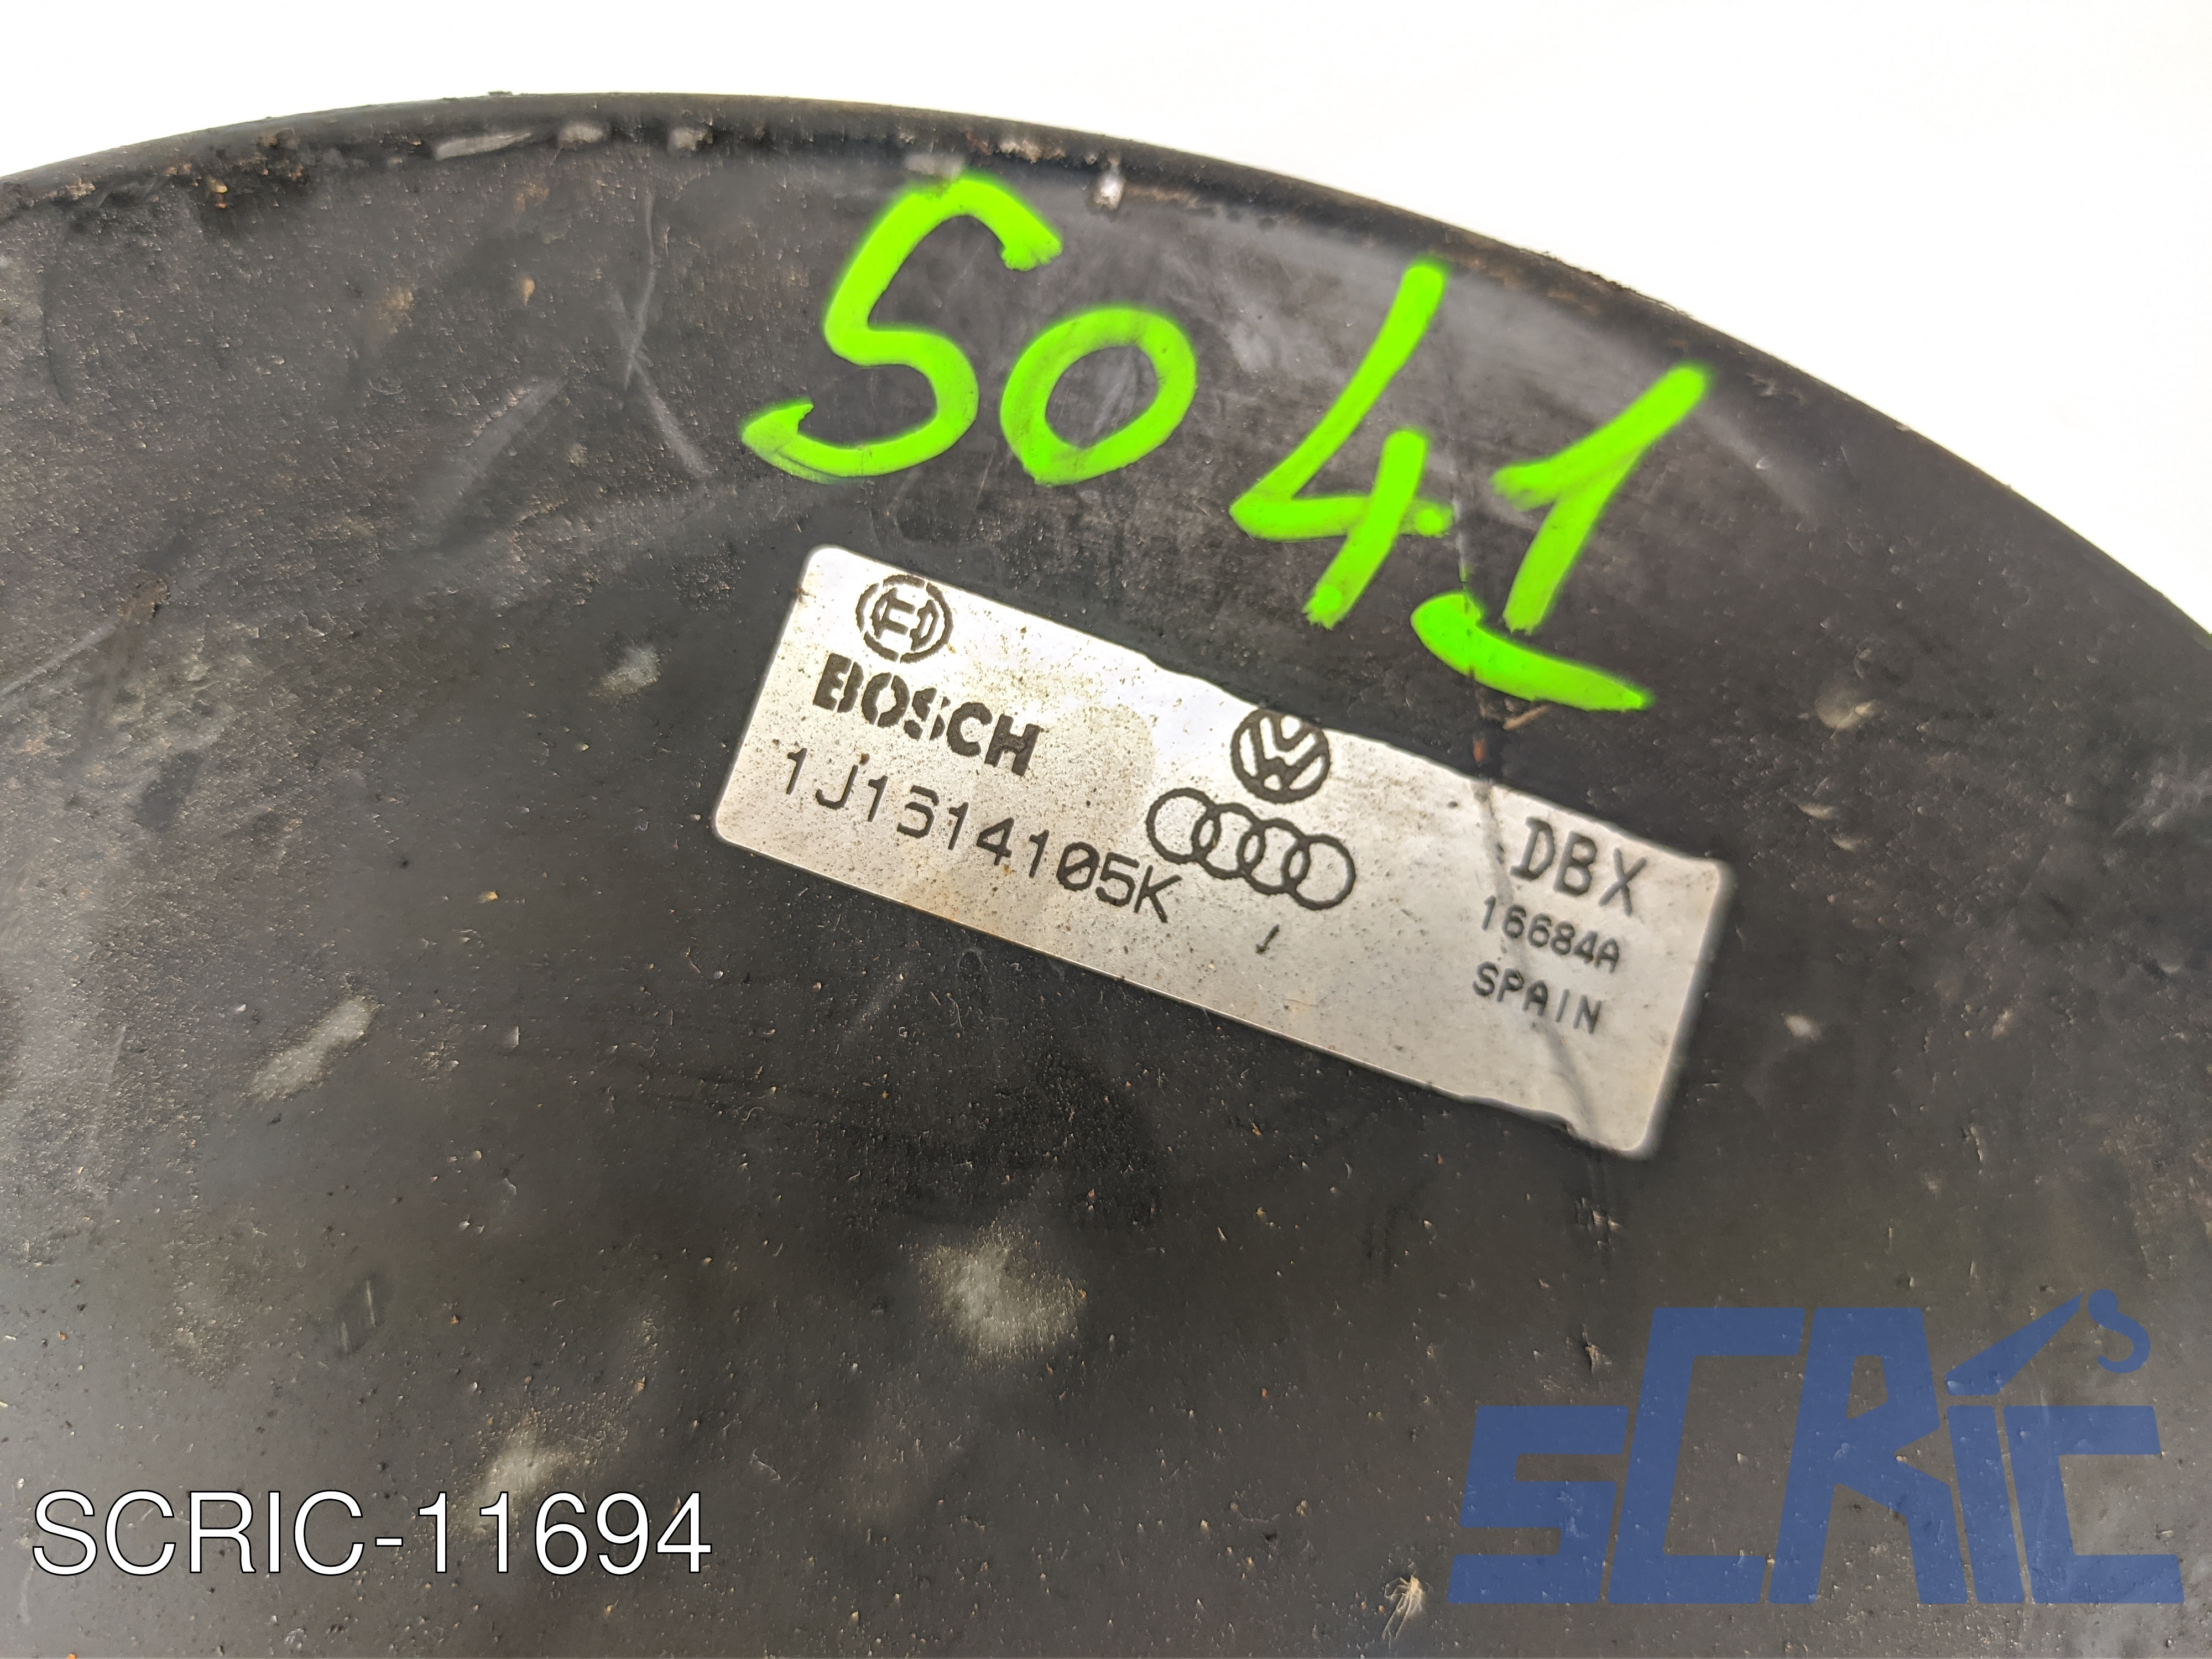 5041
BOSCH
1J1614105K
DBX
16684A
SPAIN
SCRIC
SCRIC-11694